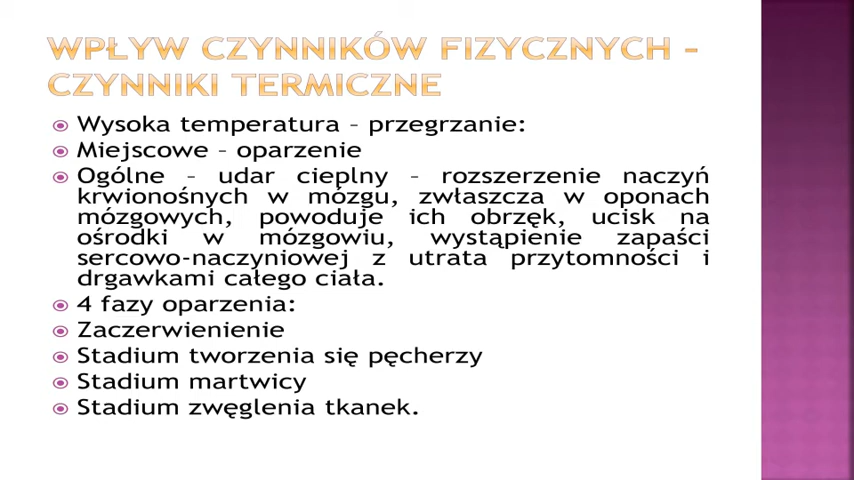 WPŁYW CZYNNIKÓW FIZYCZNYCH –
CZYNNIKI TERMICZNE
Wysoka temperatura – przegrzanie:
Miejscowe – oparzenie
Ogólne – udar cieplny – rozszerzenie naczyń
krwionośnych w mózgu, zwłaszcza w oponach
mózgowych, powoduje ich obrzęk, ucisk na
ośrodki w mózgowiu, wystąpienie zapaści
sercowo-naczyniowej z utrata przytomności i
drgawkami całego ciała.
4 fazy oparzenia:
Zaczerwienienie
Stadium tworzenia się pęcherzy
Stadium martwicy
Stadium zwęglenia tkanek.